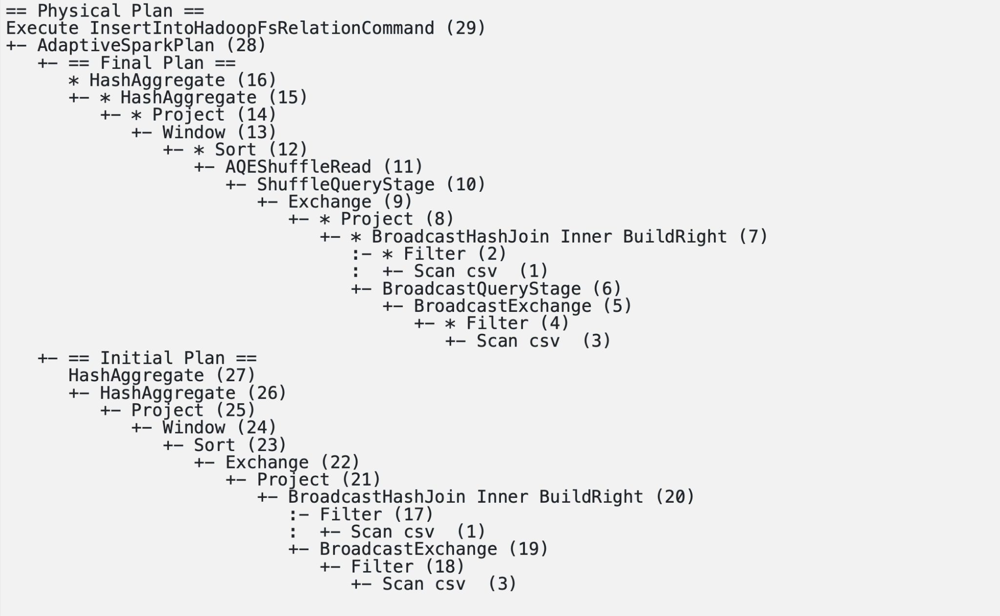 == Physical Plan ==
Execute InsertIntoHadoopFsRelationCommand (29)
+- AdaptiveSparkPlan (28)
   +- == Final Plan ==
      * HashAggregate (16)
      +- * HashAggregate (15)
         +- * Project (14)
            +- Window (13)
               +- * Sort (12)
                  +- AQEShuffleRead (11)
                     +- ShuffleQueryStage (10)
                        +- Exchange (9)
                           +- * Project (8)
                              +- * BroadcastHashJoin Inner BuildRight (7)
                                 :- * Filter (2)
                                 :  +- Scan csv  (1)
                                 +- BroadcastQueryStage (6)
                                    +- BroadcastExchange (5)
                                       +- * Filter (4)
                                          +- Scan csv  (3)
   +- == Initial Plan ==
      HashAggregate (27)
      +- HashAggregate (26)
         +- Project (25)
            +- Window (24)
               +- Sort (23)
                  +- Exchange (22)
                     +- Project (21)
                        +- BroadcastHashJoin Inner BuildRight (20)
                           :- Filter (17)
                           :  +- Scan csv  (1)
                           +- BroadcastExchange (19)
                              +- Filter (18)
                                 +- Scan csv  (3)